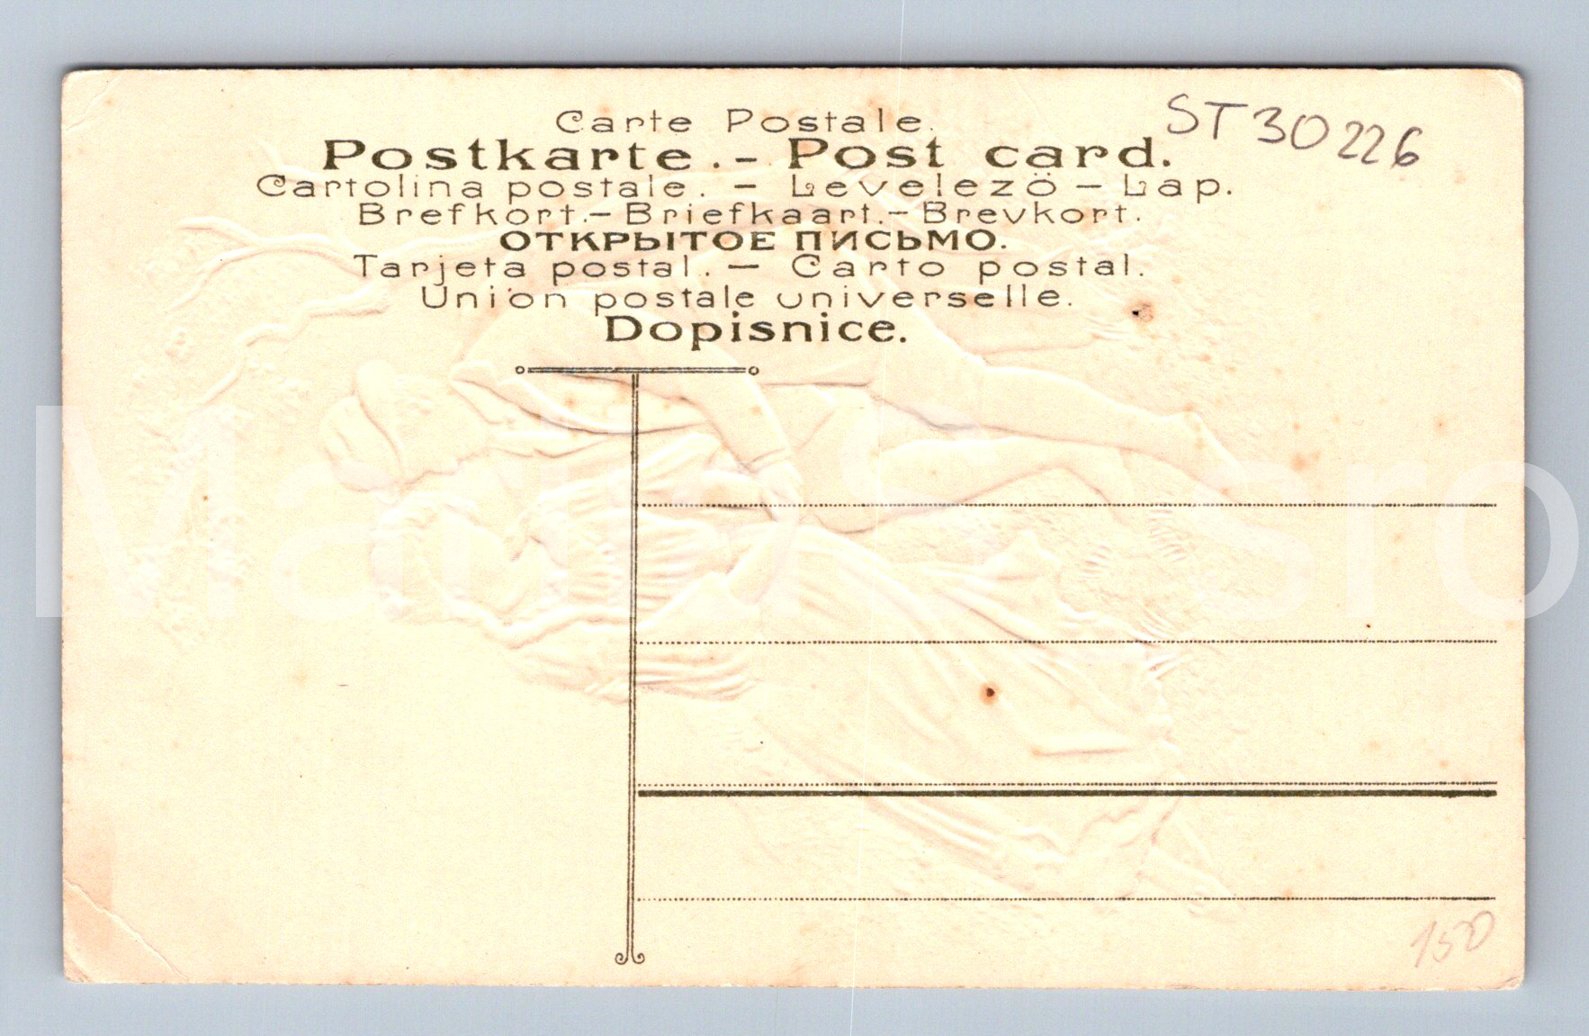 Carte Postale.
ST30226
Postkarte.- Post card.
Cartolina postale. - Levelezö - Lap.
Brefkort.- Briefkaart.- Brevkort.
ОТКРЫТОЕ ПИСЬМО.
Tarjeta postal. - Carto postal.
Union postale universelle.
Dopisnice.
150